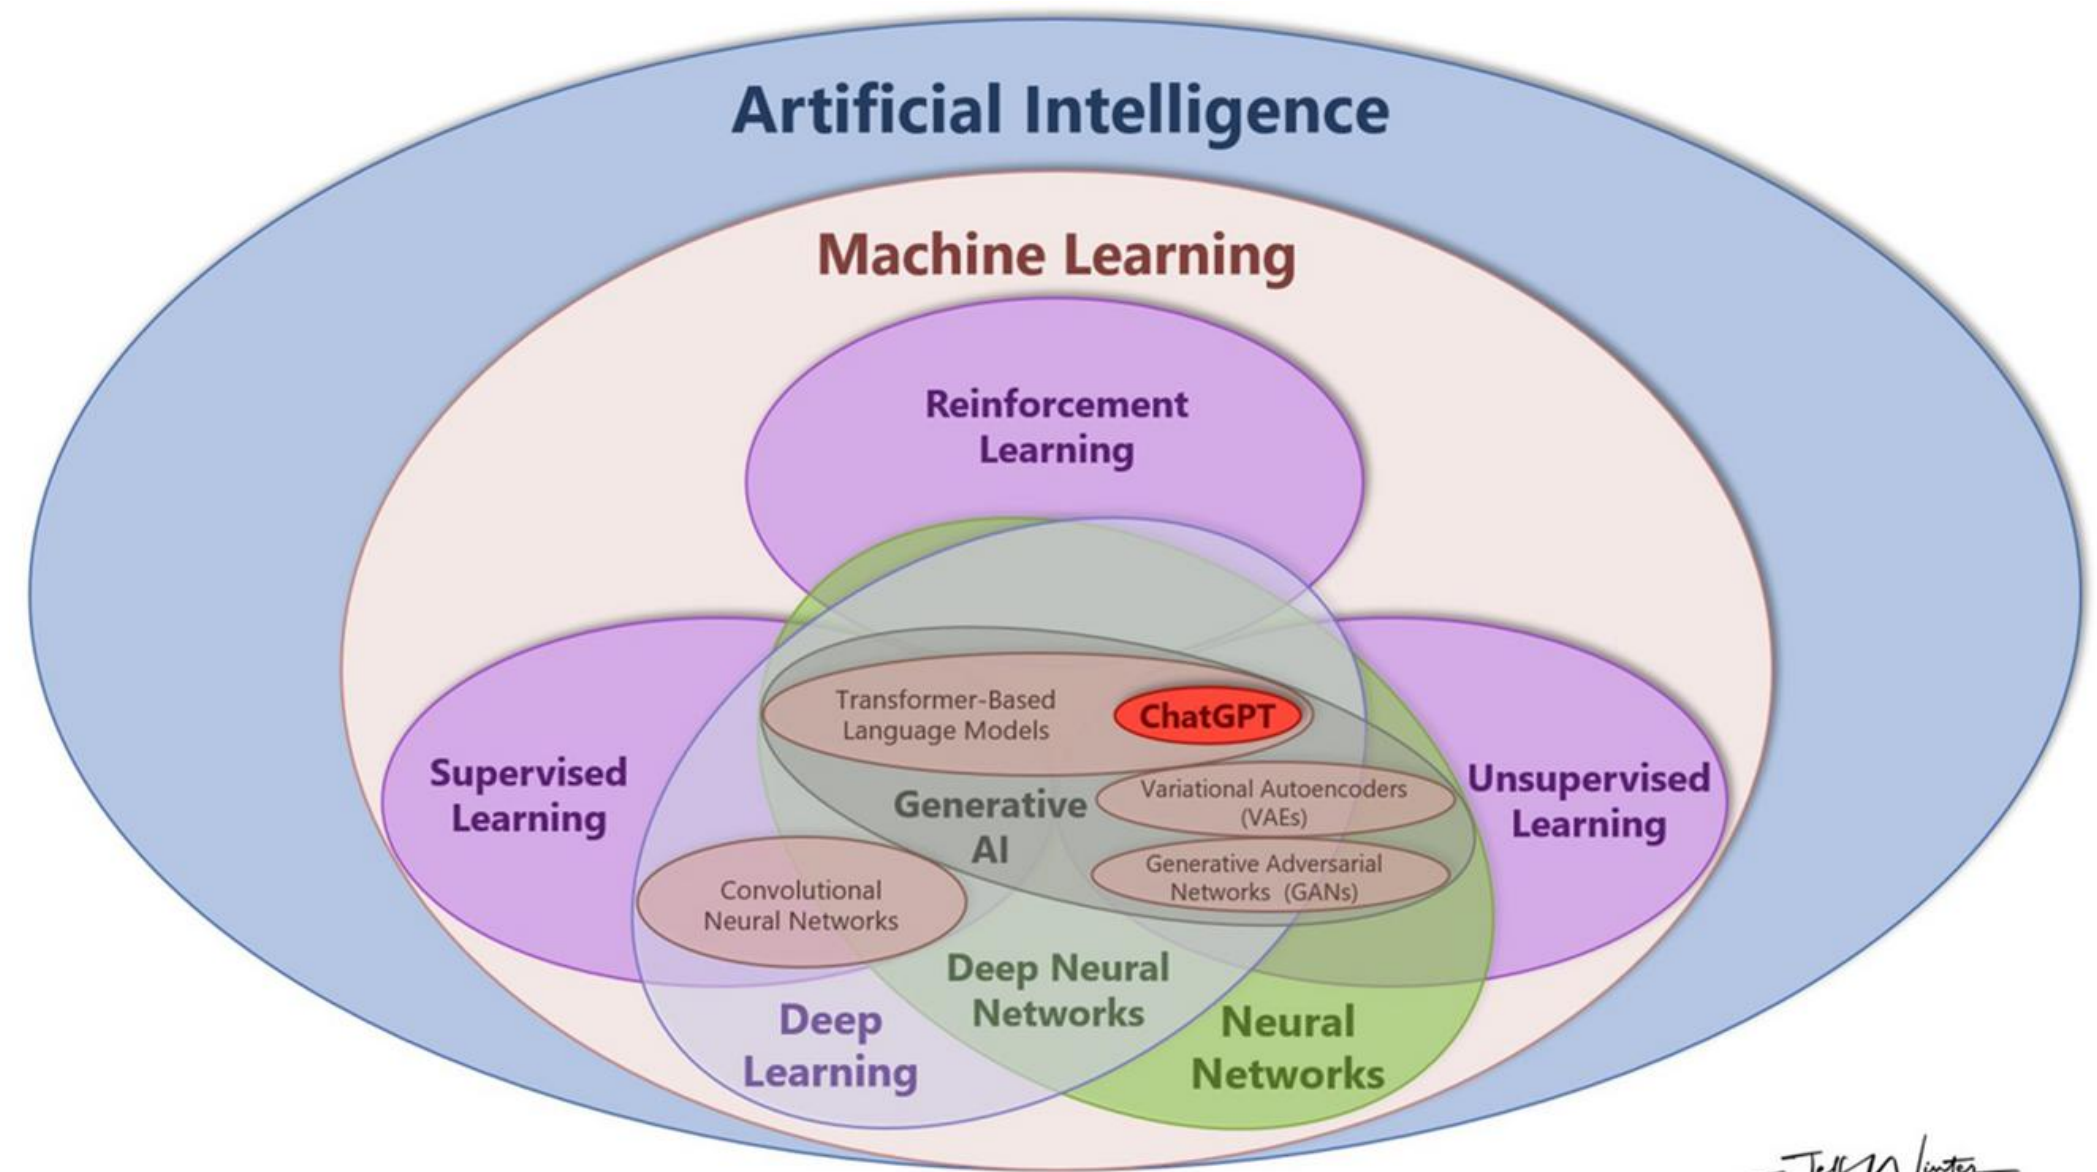 Artificial Intelligence
Machine Learning
Reinforcement
Learning
Transformer-Based
Language Models
ChatGPT
Supervised
Learning
Unsupervised
Learning
Variational Autoencoders
(VAEs)
Generative
AI
Generative Adversarial
Networks (GANs)
Convolutional
Neural Networks
Deep Neural
Networks
Deep
Learning
Neural
Networks